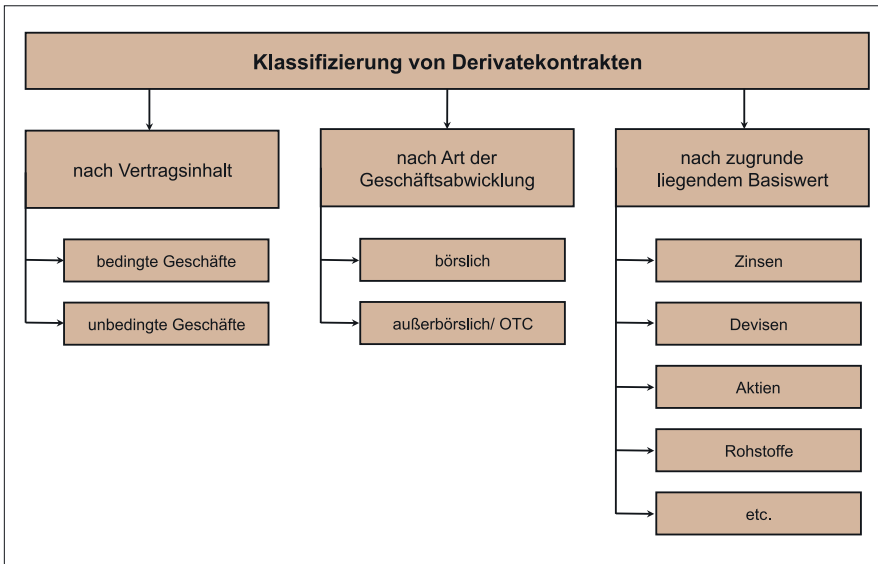 Klassifizierung von Derivatekontrakten
nach Vertragsinhalt
bedingte Geschäfte
unbedingte Geschäfte
nach Art der
Geschäftsabwicklung
börslich
außerbörslich/ OTC
nach zugrunde
liegendem Basiswert
Zinsen
Devisen
Aktien
Rohstoffe
etc.